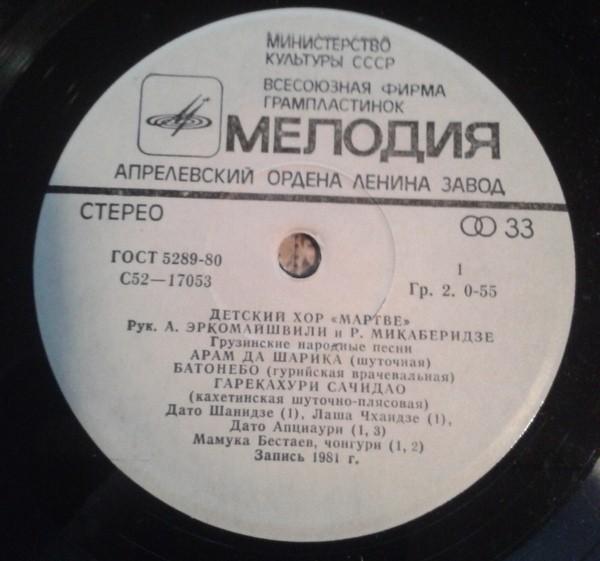 МИНИСТЕРСТВО
КУЛЬТУРЫ СССР
ВСЕСОЮЗНАЯ ФИРМА
ГРАМПЛАСТИНОК
МЕЛОДИЯ
АПРЕЛЕВСКИЙ ОРДЕНА ЛЕНИНА ЗАВОД
СТЕРЕО
33
ГОСТ 5289-80
С52—17053
1
Гр. 2. 0-55
ДЕТСКИЙ ХОР «МАРТВЕ»
Рук. А. ЭРКОМАЙШВИЛИ и Р. МИКАБЕРИДЗЕ
Грузинские народные песни
АРАМ ДА ШАРИКА (шуточная)
БАТОНЕБО (гурийская врачевальная)
ГАРЕКАХУРИ САЧИДАО
(кахетинская шуточно-плясовая)
Дато Шанидзе (1), Лаша Чхаидзе (1),
Дато Апциаури (1, 3)
Мамука Бестаев, чонгури (1, 2)
Запись 1981 г.